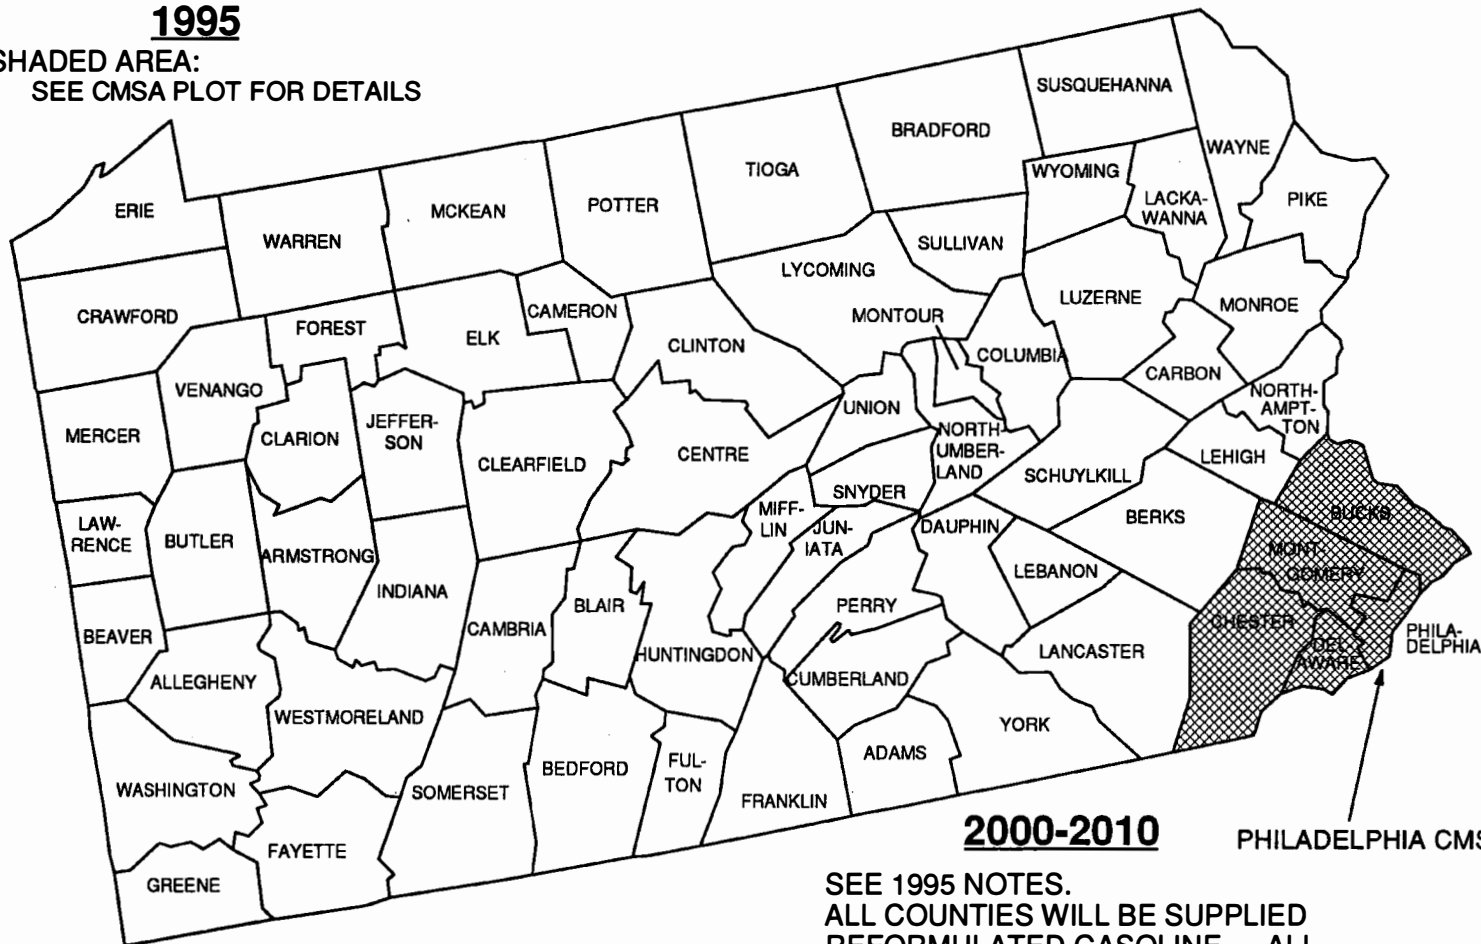 1995
SHADED AREA:
SEE CMSA PLOT FOR DETAILS
SUSQUEHANNA
BRADFORD
WAYNE
TIOGA
WYOMING
LACKA-
WANNA
PIKE
ERIE
MCKEAN
POTTER
WARREN
SULLIVAN
LYCOMING
LUZERNE
MONROE
CRAWFORD
CAMERON
FOREST
ELK
MONTOUR
CLINTON
COLUMBIA
CARBON
VENANGO
NORTH-
AMPT-
TON
UNION
MERCER
CLARION
JEFFER-
SON
CLEARFIELD
CENTRE
NORTH-
UMBER-
LAND
LEHIGH
SCHUYLKILL
SNYDER
MIFF-
LIN
JUN-
IATA
DAUPHIN
BERKS
BUCKS
LAW-
RENCE
BUTLER
ARMSTRONG
MONT-
GOMERY
LEBANON
INDIANA
BLAIR
PERRY
CHESTER
BEAVER
CAMBRIA
HUNTINGDON
LANCASTER
DEL-
AWARE
PHILA-
DELPHIA
ALLEGHENY
CUMBERLAND
WESTMORELAND
YORK
ADAMS
BEDFORD
FUL-
TON
WASHINGTON
SOMERSET
FRANKLIN
FAYETTE
GREENE
2000-2010
PHILADELPHIA CMS
SEE 1995 NOTES.
ALL COUNTIES WILL BE SUPPLIED
REFORMULATED GASOLINE ALL